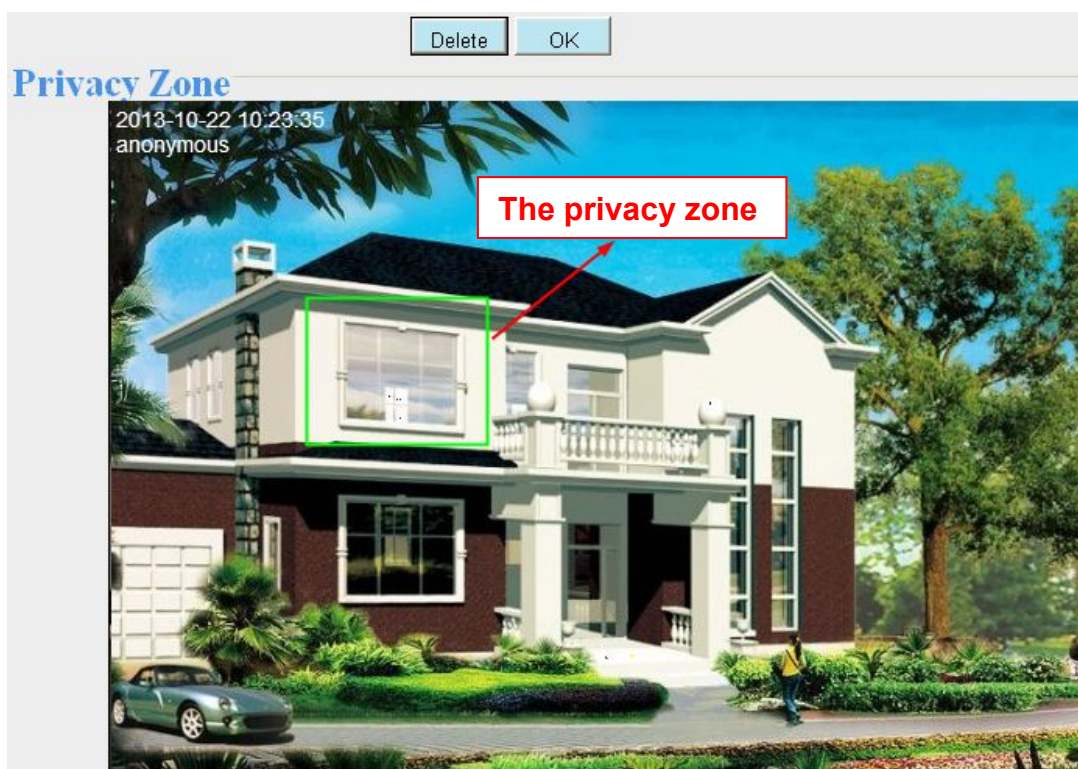 Delete OK
Privacy Zone
2013-10-22 10:23:35
anonymous
The privacy zone